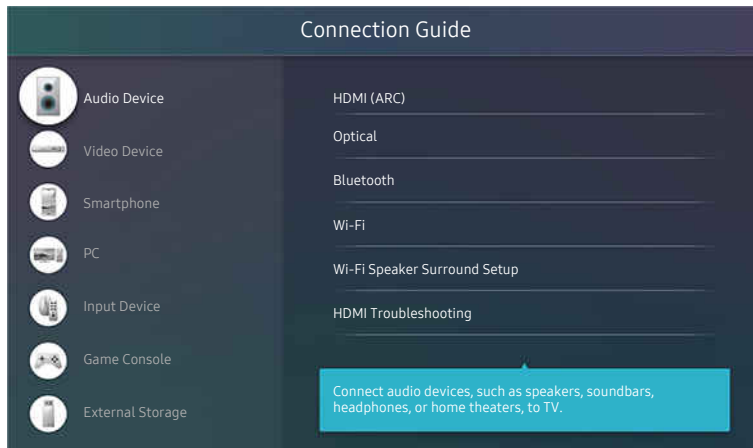 Connection Guide
Audio Device
Video Device
Smartphone
PC
Input Device
Game Console
External Storage
HDMI (ARC)
Optical
Bluetooth
Wi-Fi
Wi-Fi Speaker Surround Setup
HDMI Troubleshooting
Connect audio devices, such as speakers, soundbars,
headphones, or home theaters, to TV.